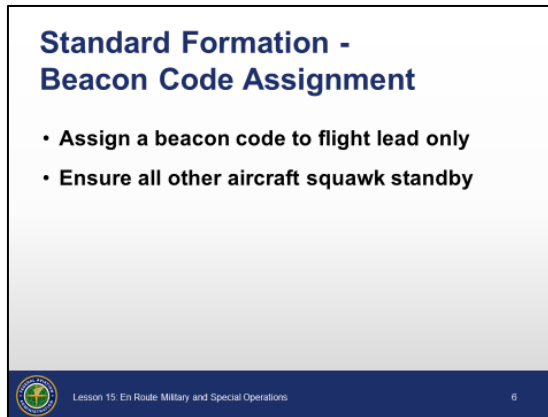 Standard Formation -
Beacon Code Assignment
• Assign a beacon code to flight lead only
• Ensure all other aircraft squawk standby
Lesson 15: En Route Military and Special Operations
6